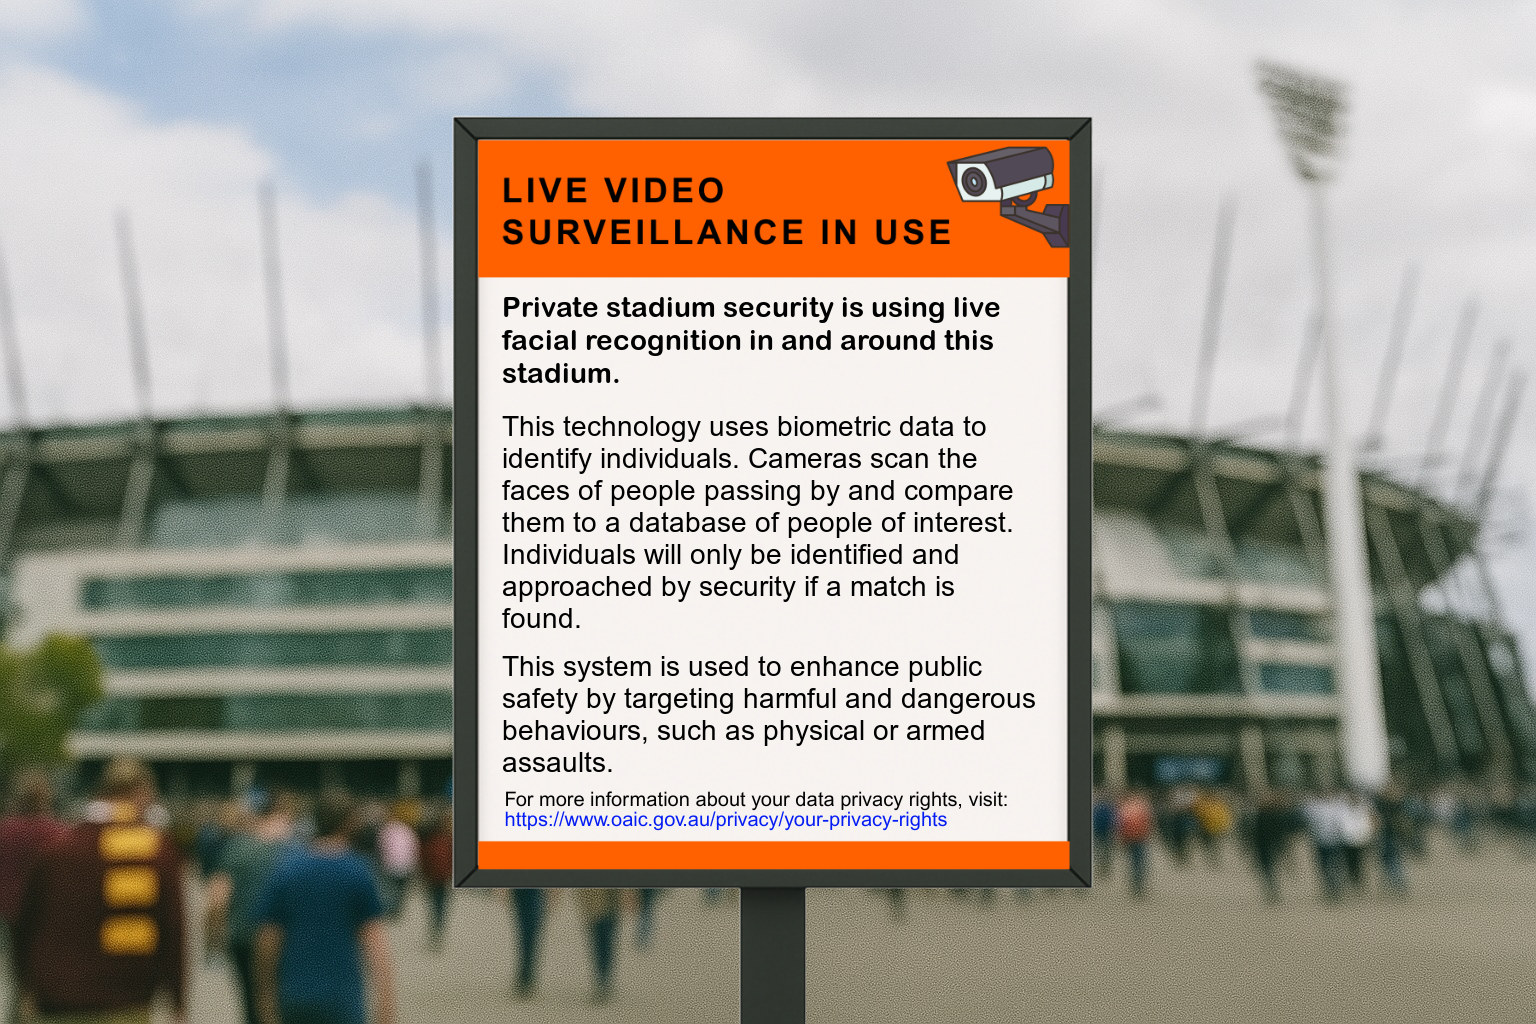 LIVE VIDEO
SURVEILLANCE IN USE
Private stadium security is using live
facial recognition in and around this
stadium.
This technology uses biometric data to
identify individuals. Cameras scan the
faces of people passing by and compare
them to a database of people of interest.
Individuals will only be identified and
approached by security if a match is
found.
This system is used to enhance public
safety by targeting harmful and dangerous
behaviours, such as physical or armed
assaults.
For more information about your data privacy rights, visit:
https://www.oaic.gov.au/privacy/your-privacy-rights